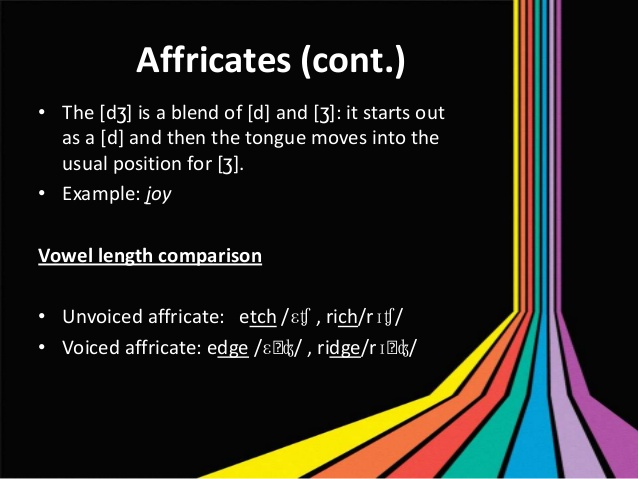 Affricates (cont.)
• The [dʒ] is a blend of [d] and [ʒ]: it starts out
as a [d] and then the tongue moves into the
usual position for [ʒ].
• Example: joy
Vowel length comparison
• Unvoiced affricate: etch /ɛʧ , rich/rɪʧ/
• Voiced affricate: edge /ɛ⍰ʤ/ , ridge/rɪ⍰ʤ/